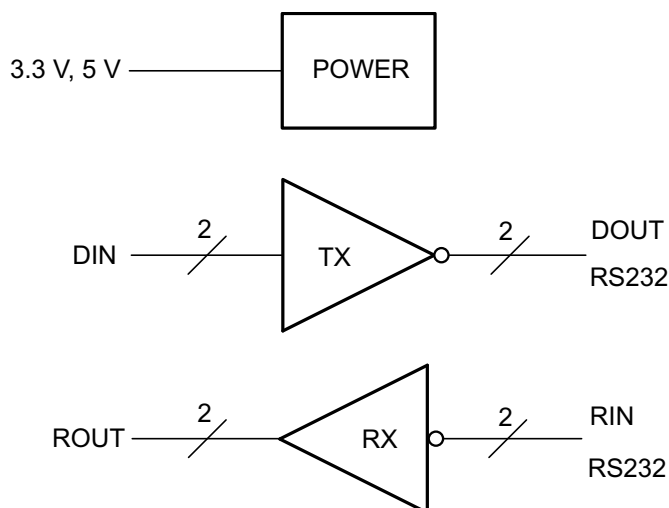 3.3 V, 5 V
POWER
DIN
2
TX
2
DOUT
RS232
ROUT
2
RX
2
RIN
RS232